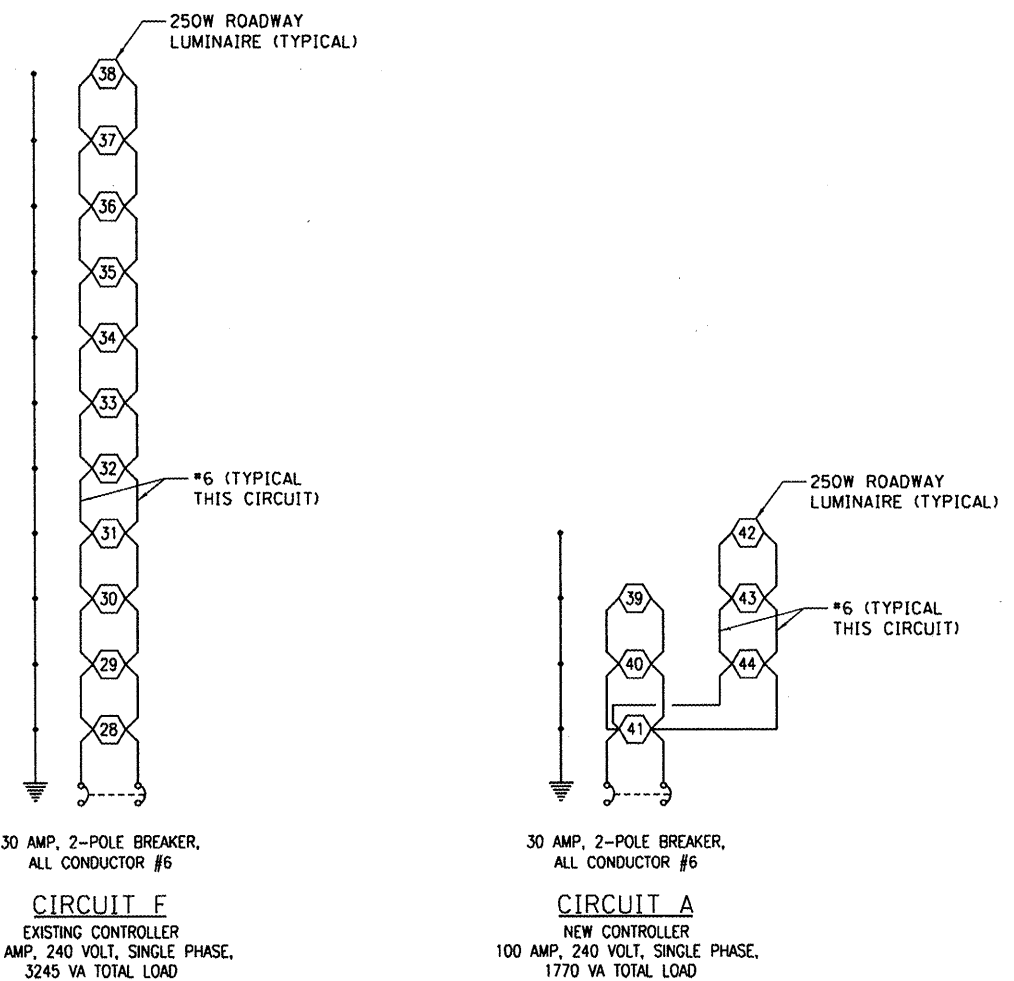 250W ROADWAY
LUMINAIRE (TYPICAL)
38
37
36
35
34
33
32
#6 (TYPICAL
THIS CIRCUIT)
31
30
29
28
30 AMP, 2-POLE BREAKER,
ALL CONDUCTOR #6
CIRCUIT F
EXISTING CONTROLLER
AMP, 240 VOLT, SINGLE PHASE,
3245 VA TOTAL LOAD
250W ROADWAY
LUMINAIRE (TYPICAL)
42
39
43
#6 (TYPICAL
THIS CIRCUIT)
40
44
41
30 AMP, 2-POLE BREAKER,
ALL CONDUCTOR #6
CIRCUIT A
NEW CONTROLLER
100 AMP, 240 VOLT, SINGLE PHASE,
1770 VA TOTAL LOAD